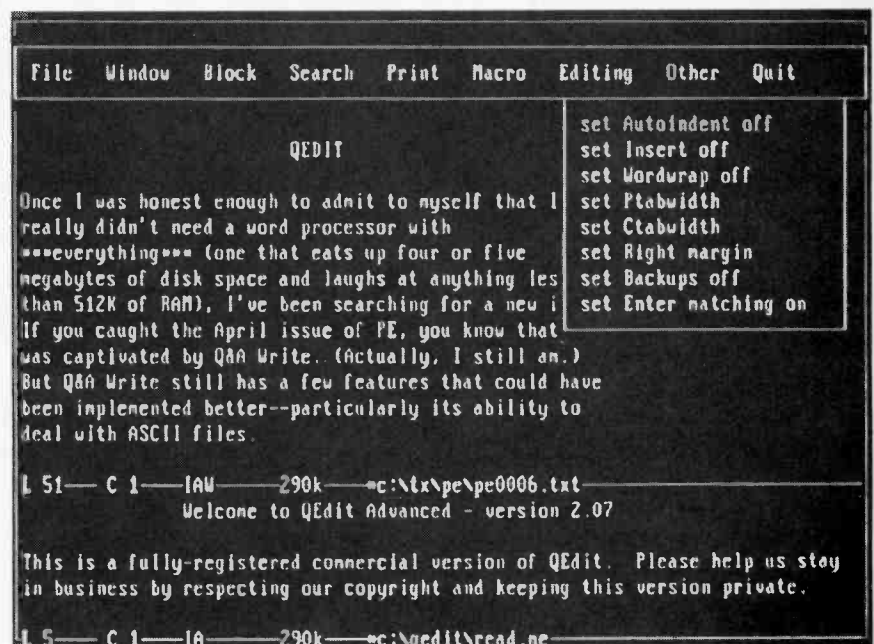 File Window Block Search Print Macro Editing Other Quit
set Autoindent off
set Insert off
set Wordwrap off
set Ptabwidth
set Ctabwidth
set Right margin
set Backups off
set Enter matching on
QEDIT
Once I was honest enough to admit to myself that I
really didn't need a word processor with
***everything*** (one that eats up four or five
megabytes of disk space and laughs at anything les
than 512K of RAM), I've been searching for a new i
If you caught the April issue of PE, you know that
was captivated by Q&A Write. (Actually, I still am.)
But Q&A Write still has a few features that could have
been implemented better--particularly its ability to
deal with ASCII files.
L 51 C 1 IAW 290k *c:\tx\pe\pe0006.txt
Welcome to QEdit Advanced - version 2.07
This is a fully-registered commercial version of QEdit. Please help us stay
in business by respecting our copyright and keeping this version private.
L 5 C 1 IA 290k *c:\qedit\read.me